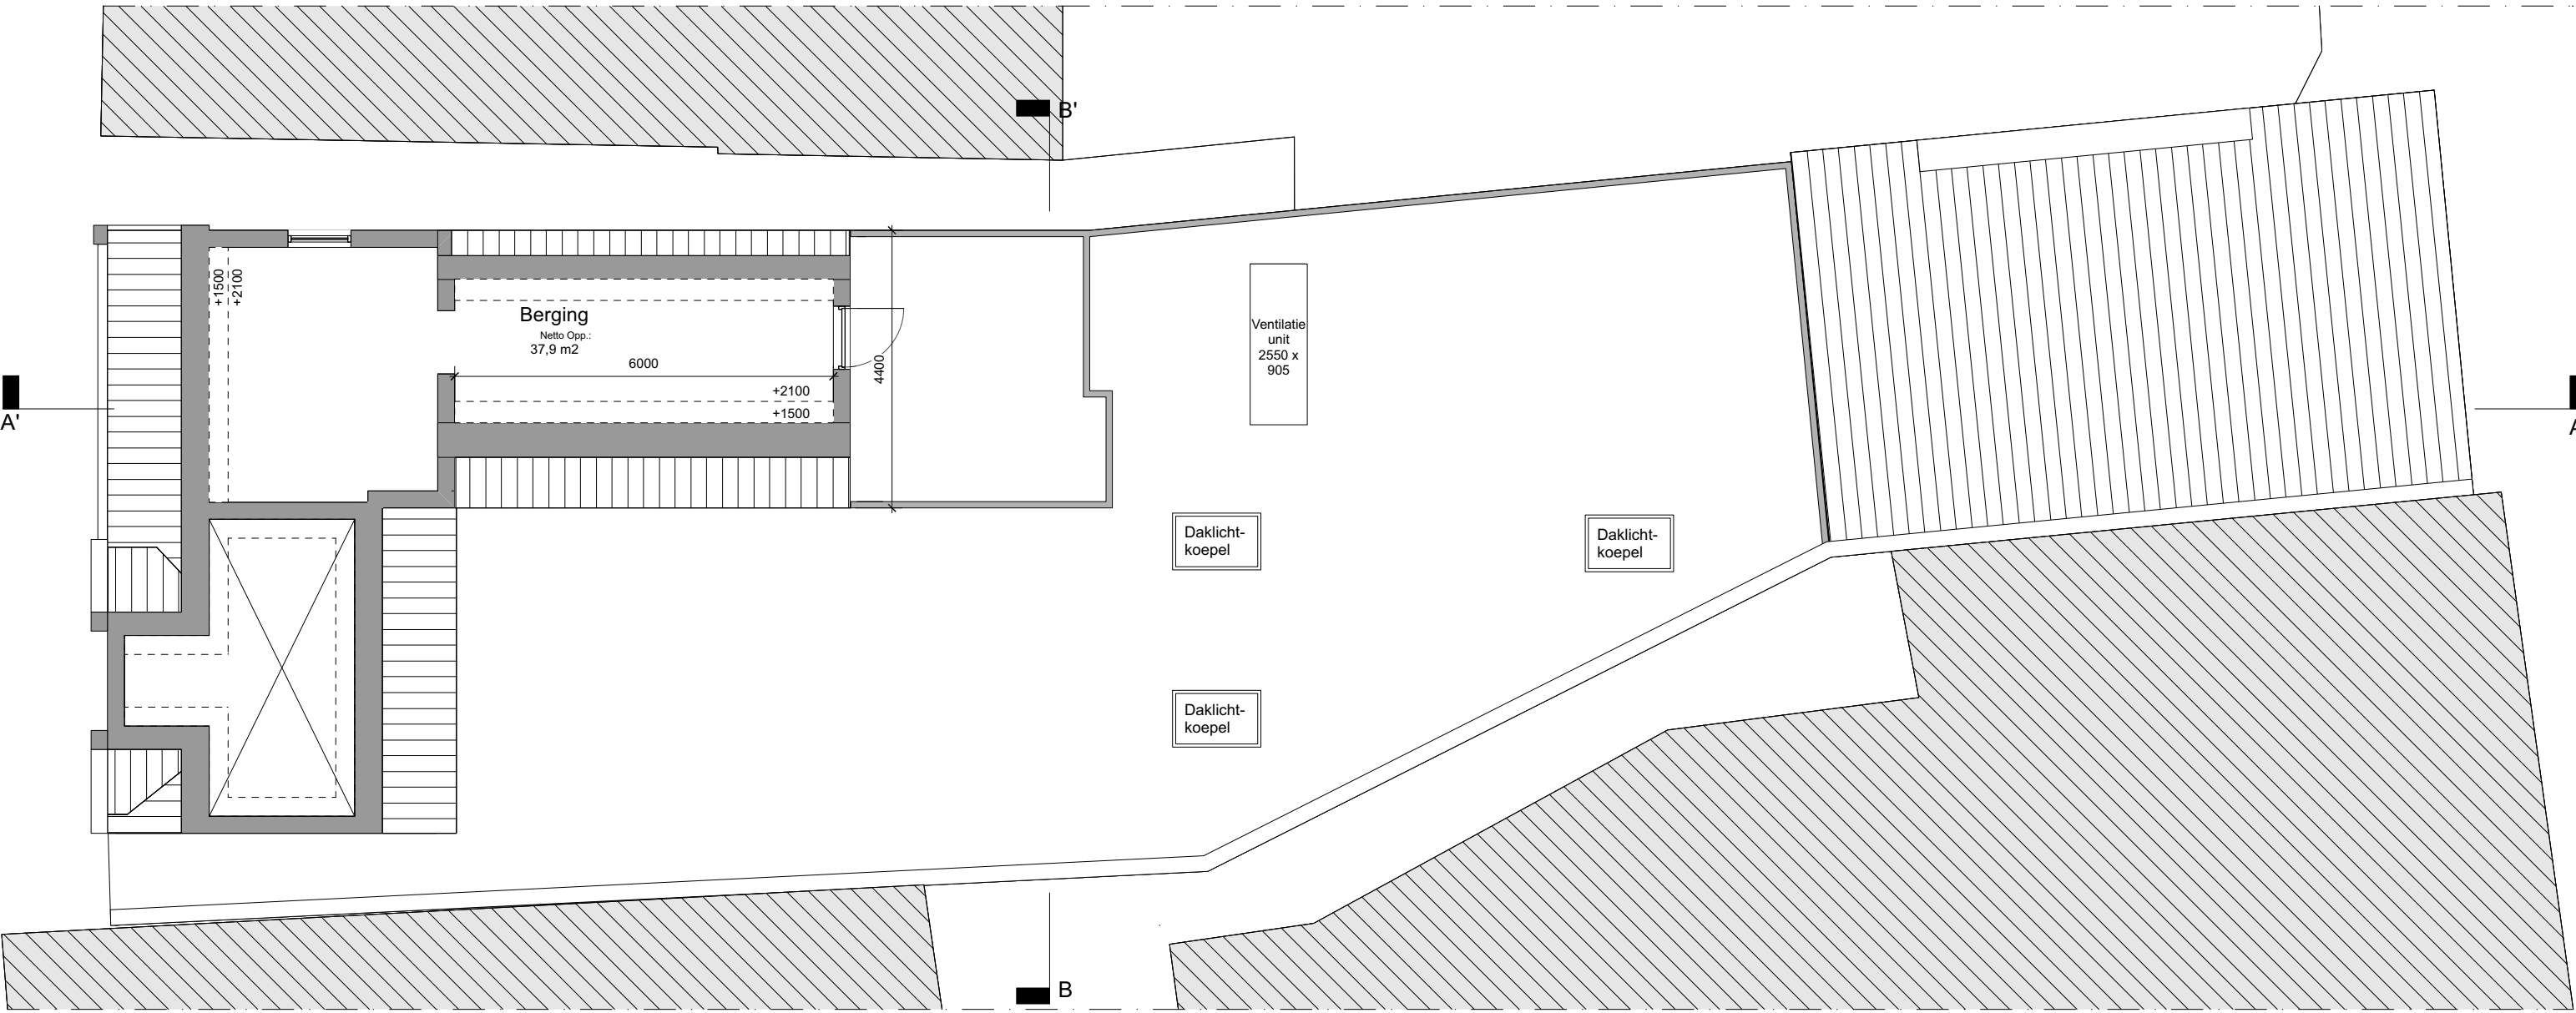 B'
+1500
+2100
Berging
Netto Opp.:
37,9 m2
6000
4400
+2100
+1500
Ventilatie
unit
2550 x
905
A'
A
Daklicht-
koepel
Daklicht-
koepel
Daklicht-
koepel
B